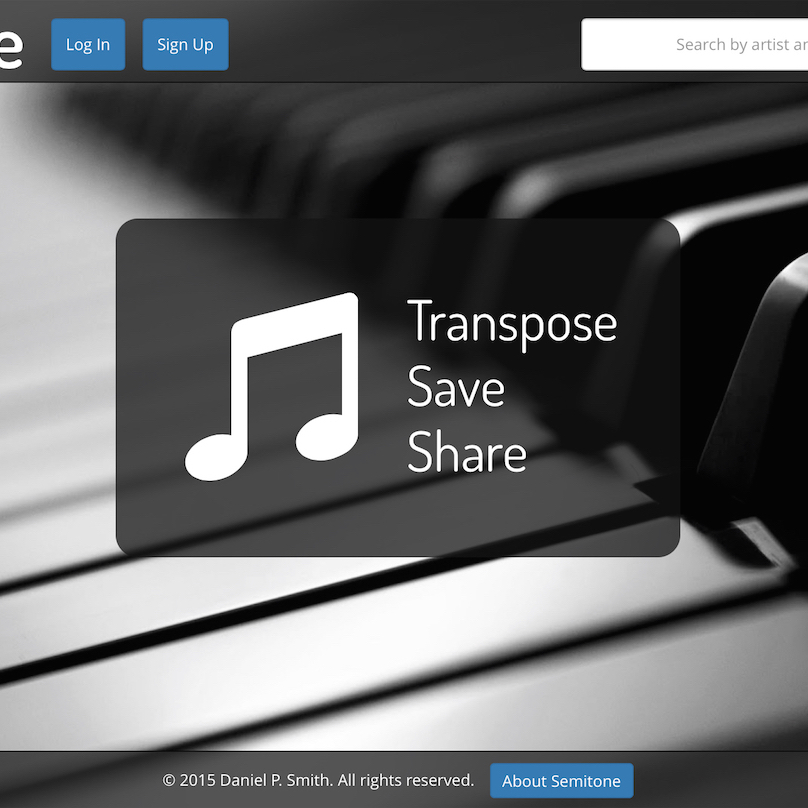 e
Log In
Sign Up
Search by artist ar
Transpose
Save
Share
© 2015 Daniel P. Smith. All rights reserved.
About Semitone